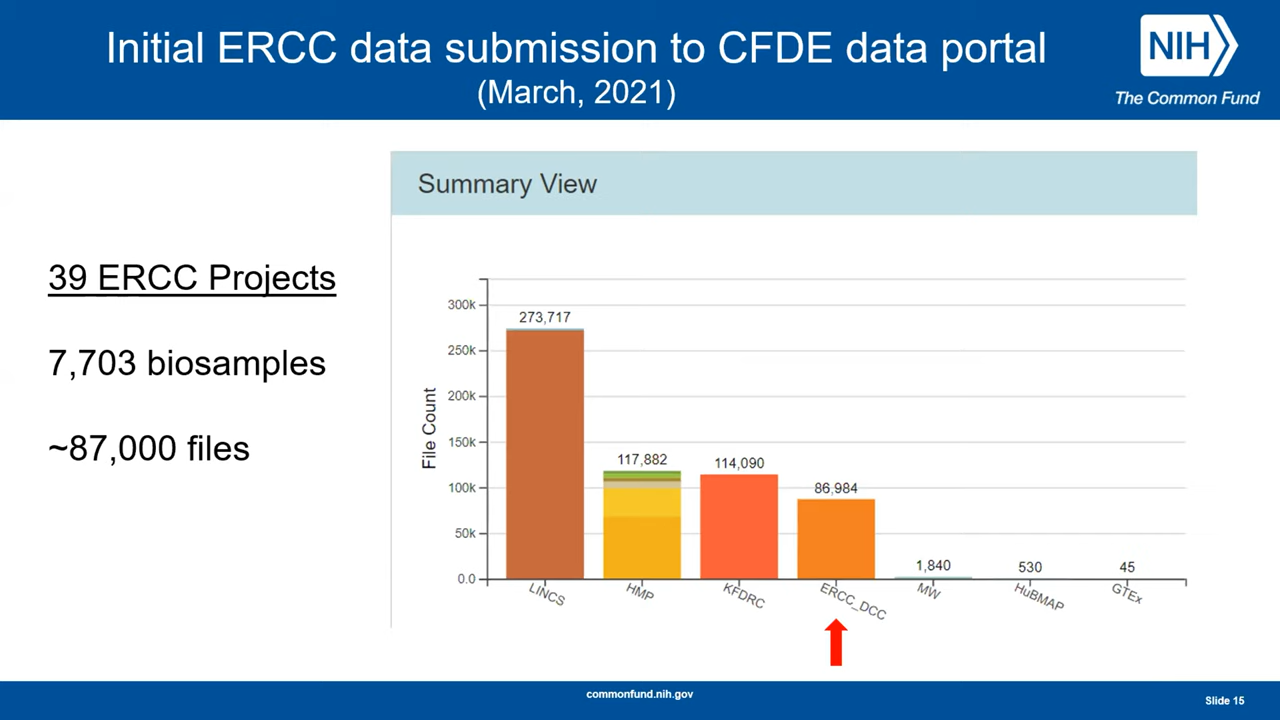 Initial ERCC data submission to CFDE data portal
(March, 2021)
NIH
The Common Fund
39 ERCC Projects
7,703 biosamples
~87,000 files
Summary View
File Count
300k
250k
200k
150k
100k
50k
0.0
273,717
117,882
114,090
86,984
1,840
530
45
LINCS
HMP
KFDRC
ERCC_DCC
MW
HuBMAP
GTEx
commonfund.nih.gov
Slide 15